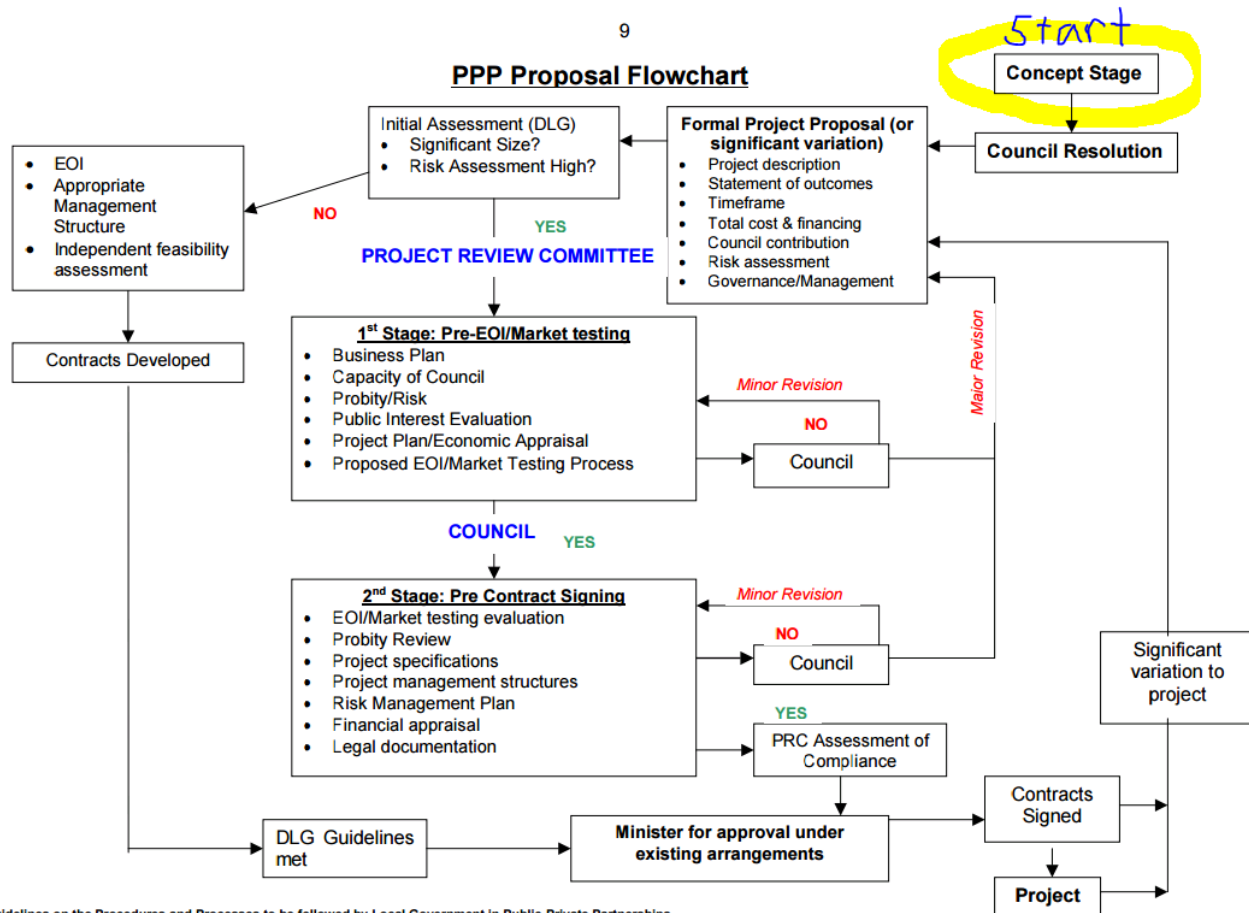 9
Start
PPP Proposal Flowchart
Concept Stage
Council Resolution
Formal Project Proposal (or
significant variation)
• Project description
• Statement of outcomes
• Timeframe
• Total cost & financing
• Council contribution
• Risk assessment
• Governance/Management
Initial Assessment (DLG)
• Significant Size?
• Risk Assessment High?
NO
YES
• EOI
• Appropriate
Management
Structure
• Independent feasibility
assessment
Contracts Developed
PROJECT REVIEW COMMITTEE
1st Stage: Pre-EOI/Market testing
• Business Plan
• Capacity of Council
• Probity/Risk
• Public Interest Evaluation
• Project Plan/Economic Appraisal
• Proposed EOI/Market Testing Process
Minor Revision
NO
Council
Major Revision
COUNCIL
YES
2nd Stage: Pre Contract Signing
• EOI/Market testing evaluation
• Probity Review
• Project specifications
• Project management structures
• Risk Management Plan
• Financial appraisal
• Legal documentation
Minor Revision
NO
Council
YES
PRC Assessment of
Compliance
Significant
variation to
project
DLG Guidelines
met
Minister for approval under
existing arrangements
Contracts
Signed
Project